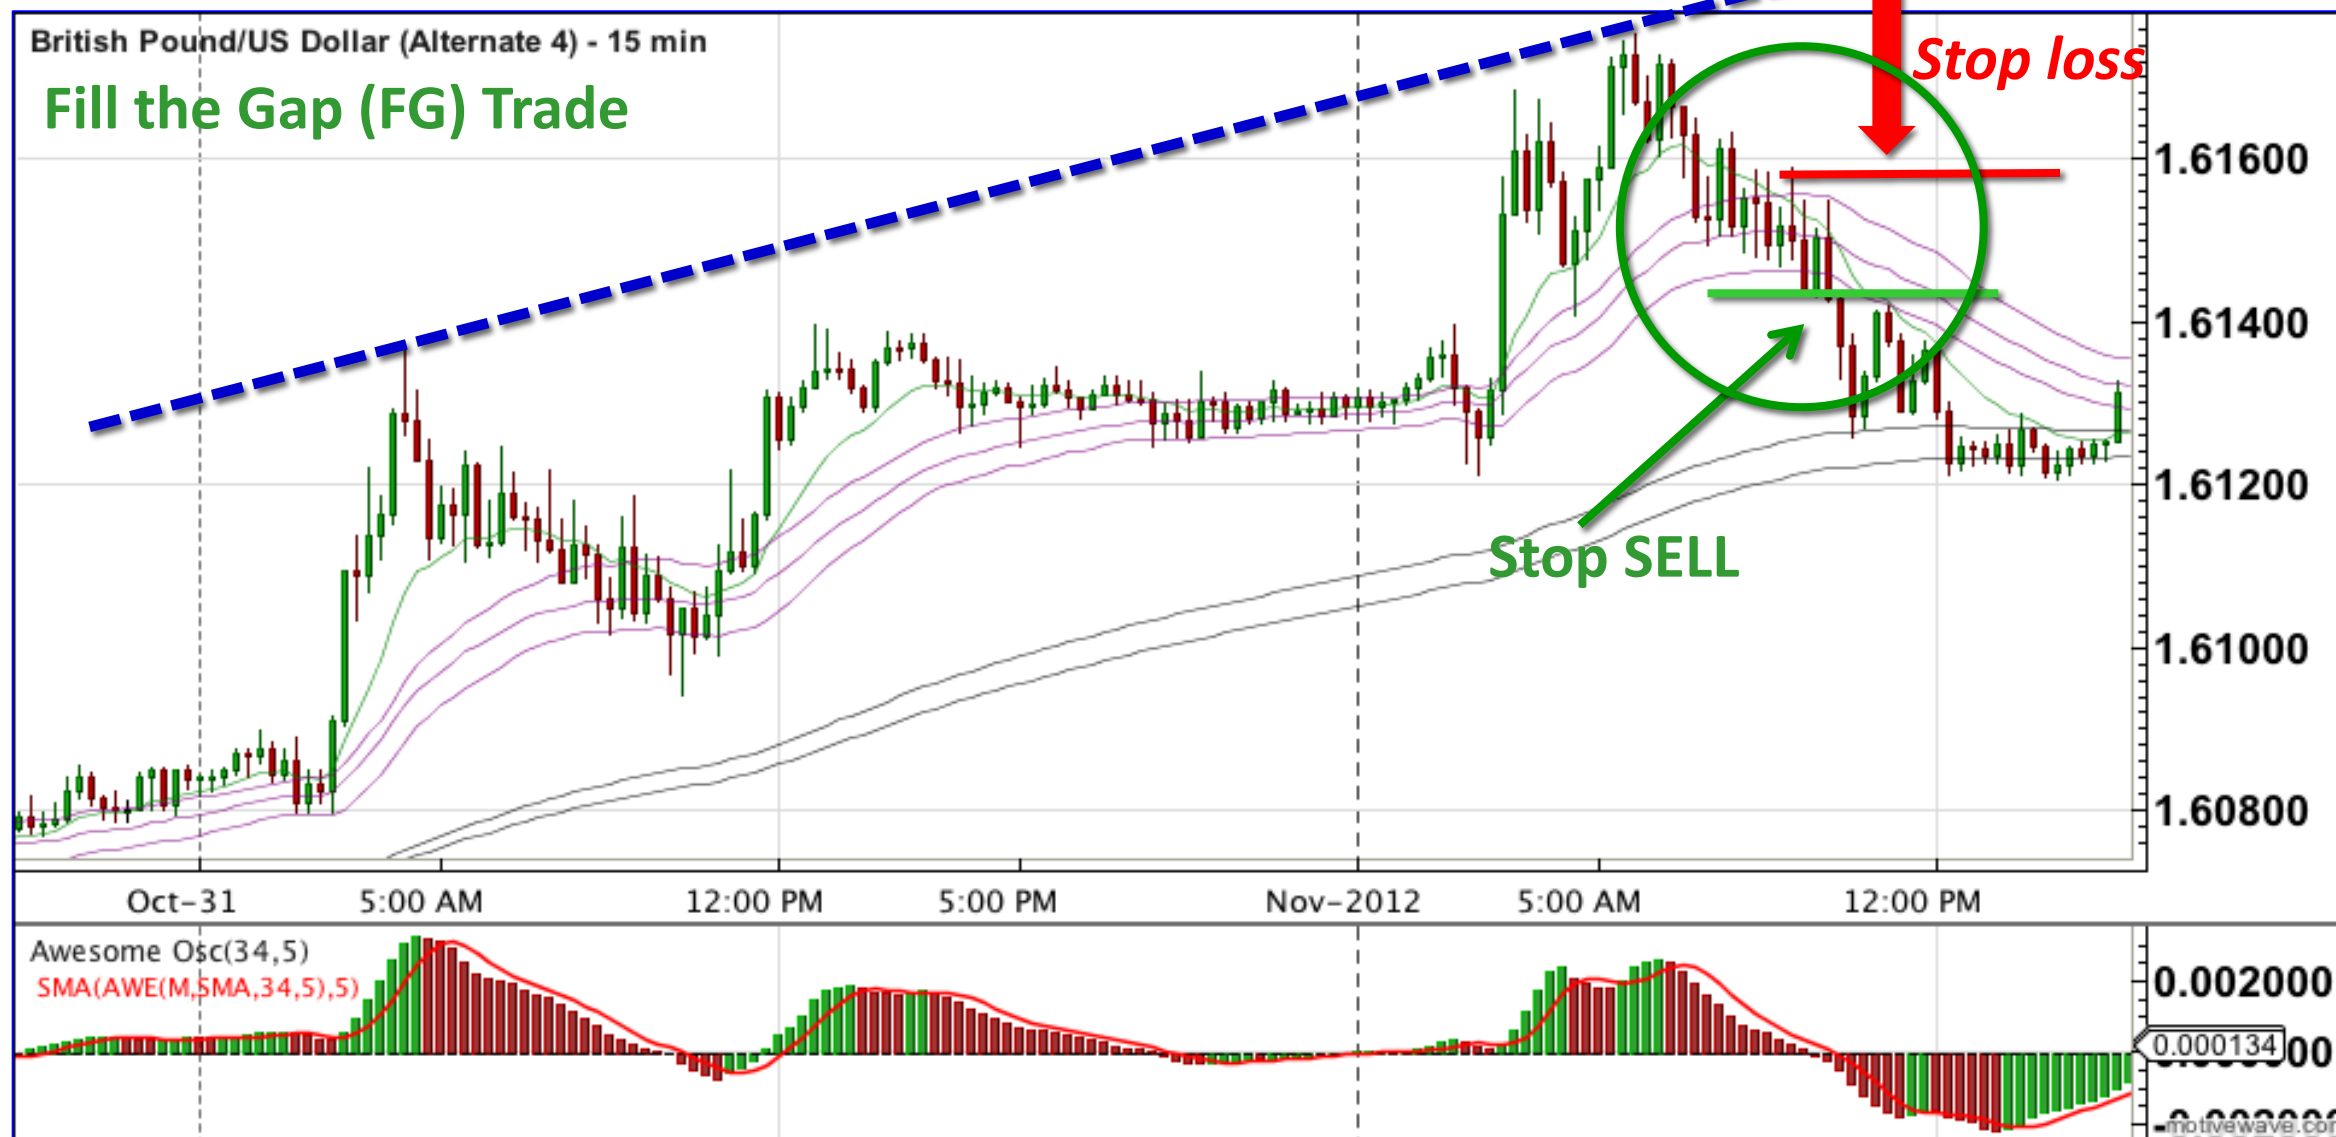 British Pound/US Dollar (Alternate 4) - 15 min
Fill the Gap (FG) Trade
Stop loss
1.61600
1.61400
1.61200
Stop SELL
1.61000
1.60800
Oct-31 5:00 AM 12:00 PM 5:00 PM Nov-2012 5:00 AM 12:00 PM
Awesome Osc(34,5)
SMA(AWE(M,SMA,34,5),5)
0.002000
0.000134